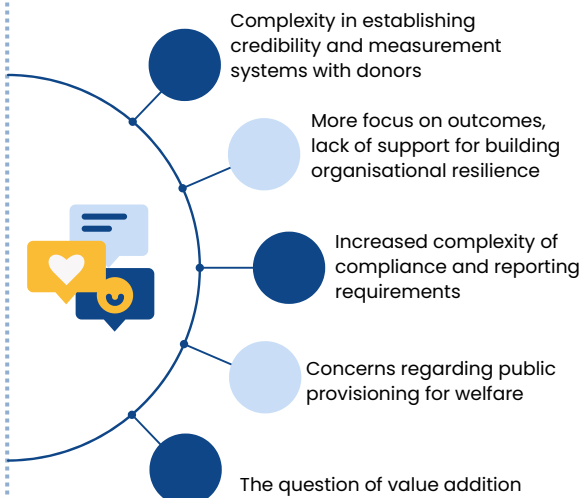 Complexity in establishing
credibility and measurement
systems with donors
More focus on outcomes,
lack of support for building
organisational resilience
Increased complexity of
compliance and reporting
requirements
Concerns regarding public
provisioning for welfare
The question of value addition